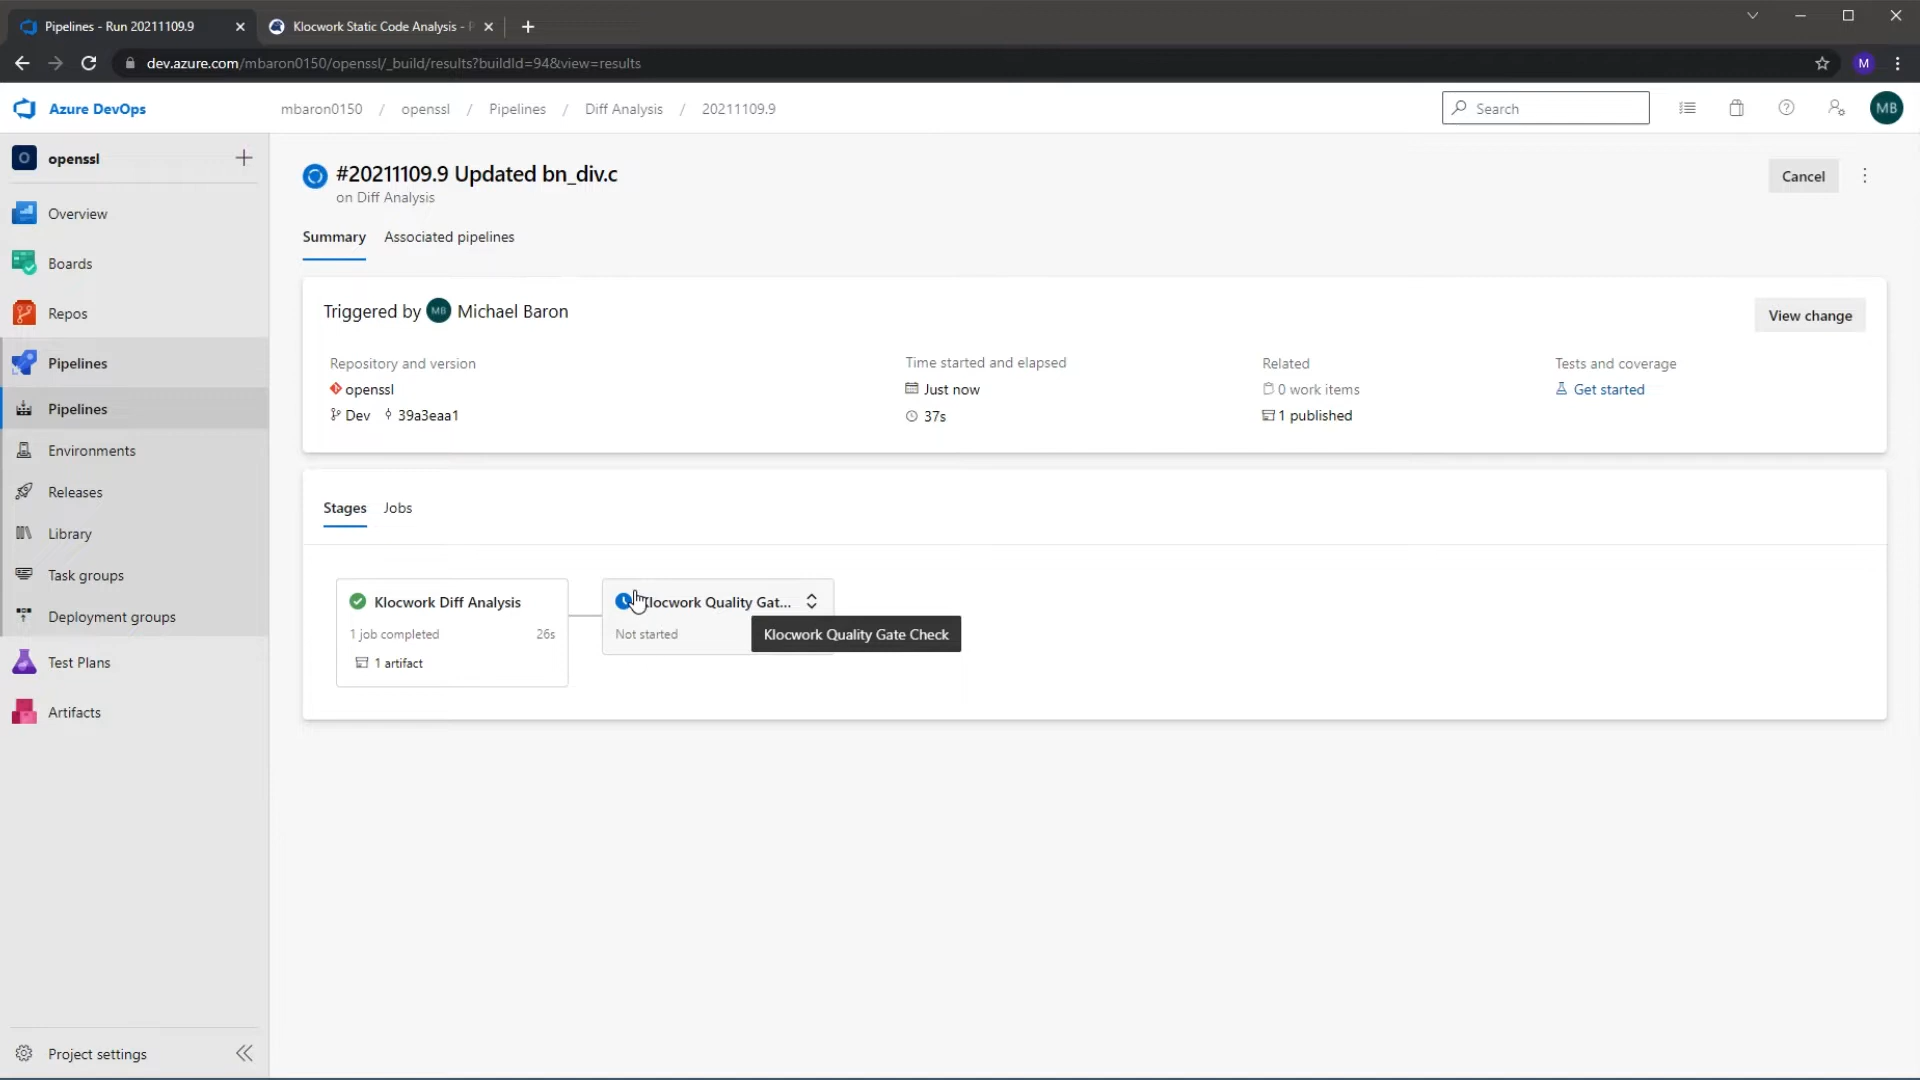 Pipelines - Run 20211109.9
Klocwork Static Code Analysis -
dev.azure.com/mbaron0150/openssl/_build/results?buildId=94&view=results
M
Azure DevOps
mbaron0150 / openssl / Pipelines / Diff Analysis / 20211109.9
Search
MB
O openssl
Overview
Boards
Repos
Pipelines
Pipelines
Environments
Releases
Library
Task groups
Deployment groups
Test Plans
Artifacts
Project settings
#20211109.9 Updated bn_div.c
on Diff Analysis
Cancel
Summary Associated pipelines
Triggered by MB Michael Baron
View change
Repository and version
openssl
Dev 39a3eaa1
Time started and elapsed
Just now
37s
Related
0 work items
1 published
Tests and coverage
Get started
Stages Jobs
Klocwork Diff Analysis
1 job completed 26s
1 artifact
Klocwork Quality Gat...
Not started
Klocwork Quality Gate Check